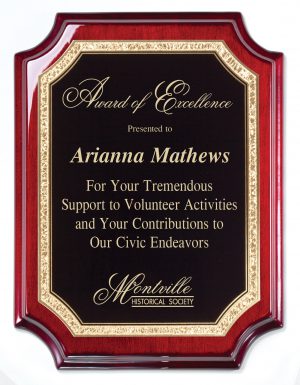 Award of Excellence
Presented to
Arianna Mathews
For Your Tremendous
Support to Volunteer Activities
and Your Contributions to
Our Civic Endeavors
Montville
HISTORICAL SOCIETY